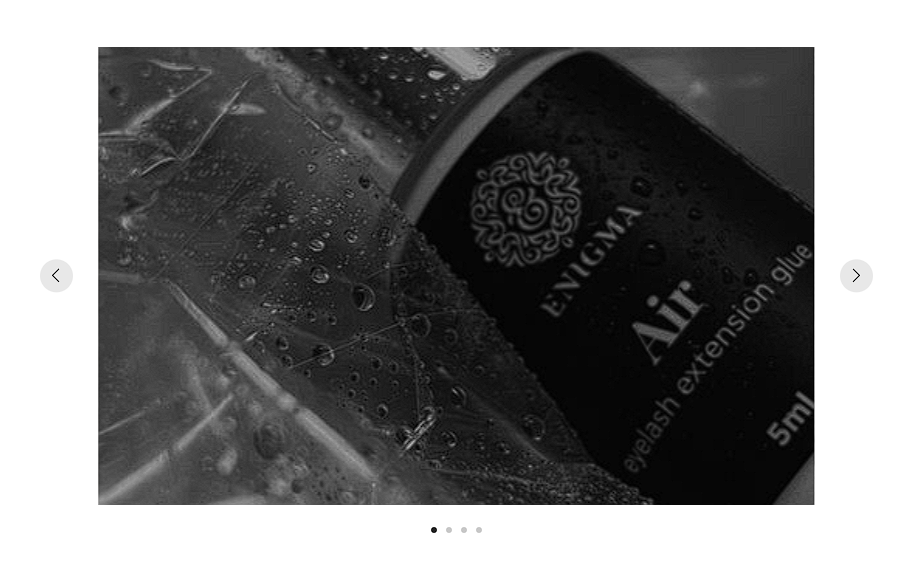 ENIGMA
Air
eyelash extension glue
5ml